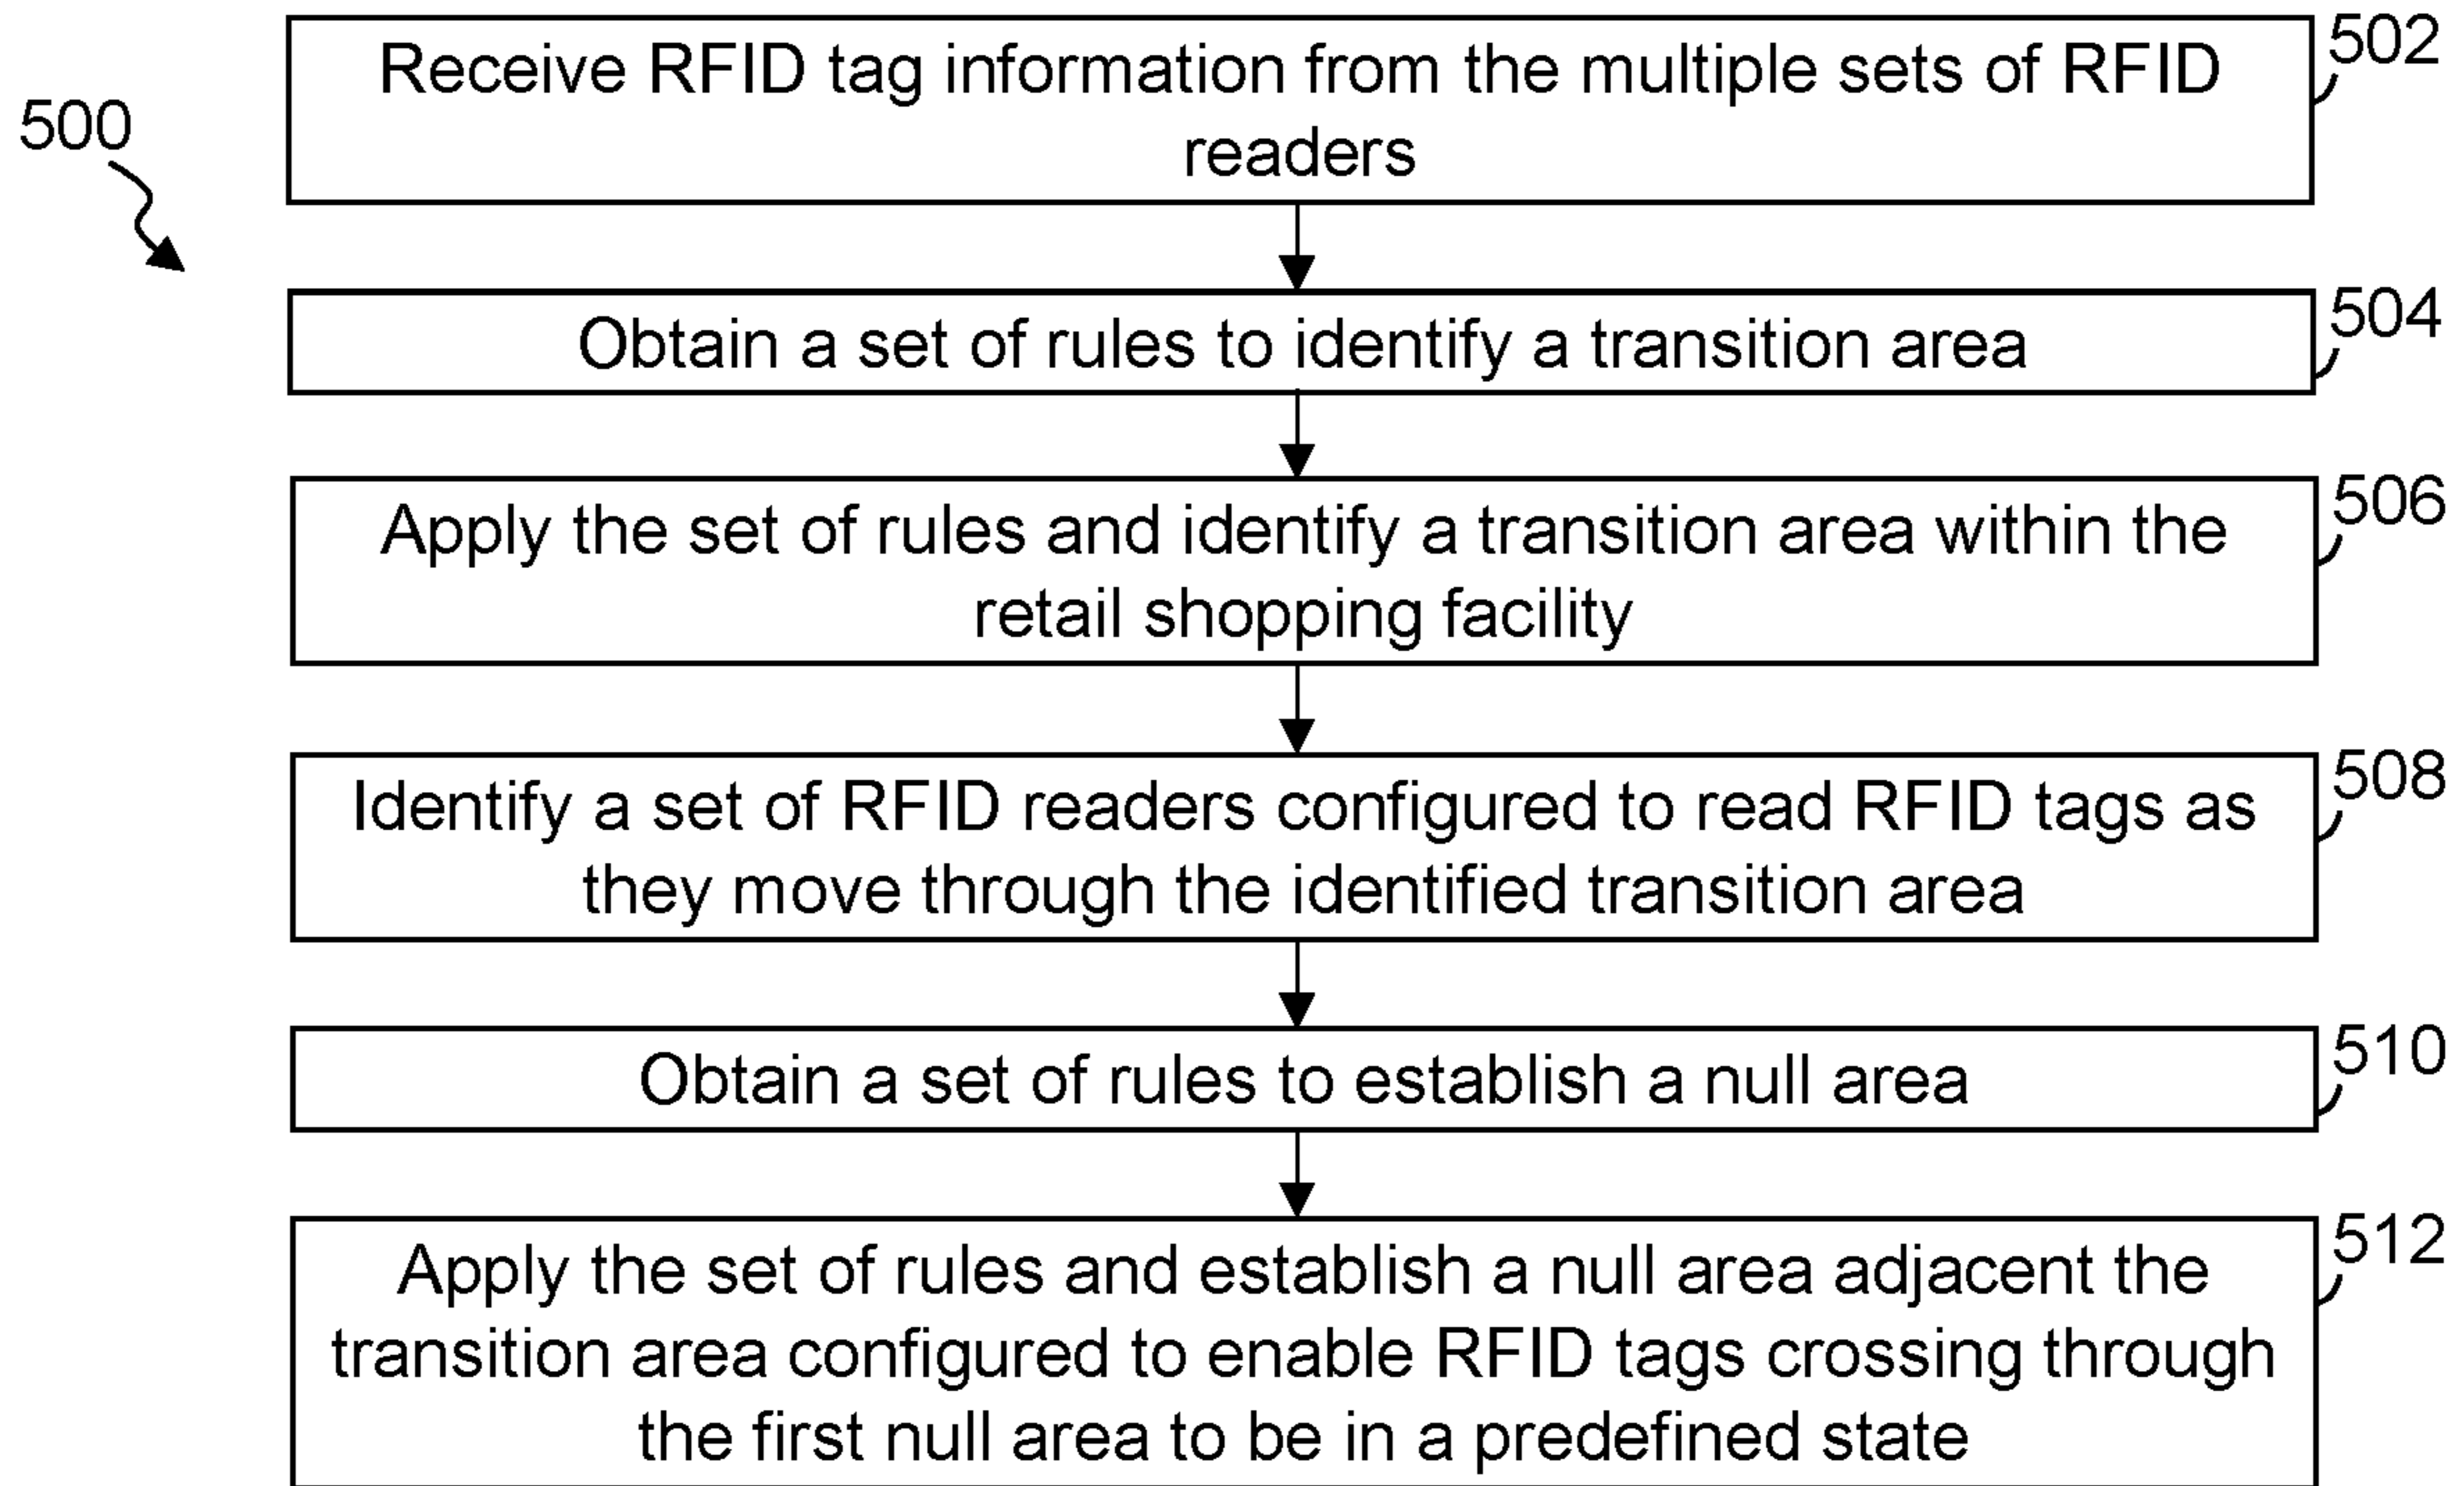 Receive RFID tag information from the multiple sets of RFID
readers
502
500
Obtain a set of rules to identify a transition area
504
Apply the set of rules and identify a transition area within the
retail shopping facility
506
Identify a set of RFID readers configured to read RFID tags as
they move through the identified transition area
508
Obtain a set of rules to establish a null area
510
Apply the set of rules and establish a null area adjacent the
transition area configured to enable RFID tags crossing through
the first null area to be in a predefined state
512